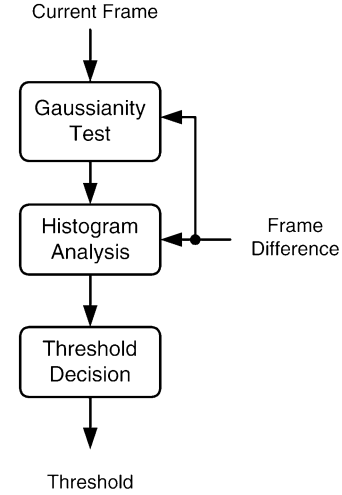 Current Frame
Gaussianity
Test
Histogram
Analysis
Frame
Difference
Threshold
Decision
Threshold